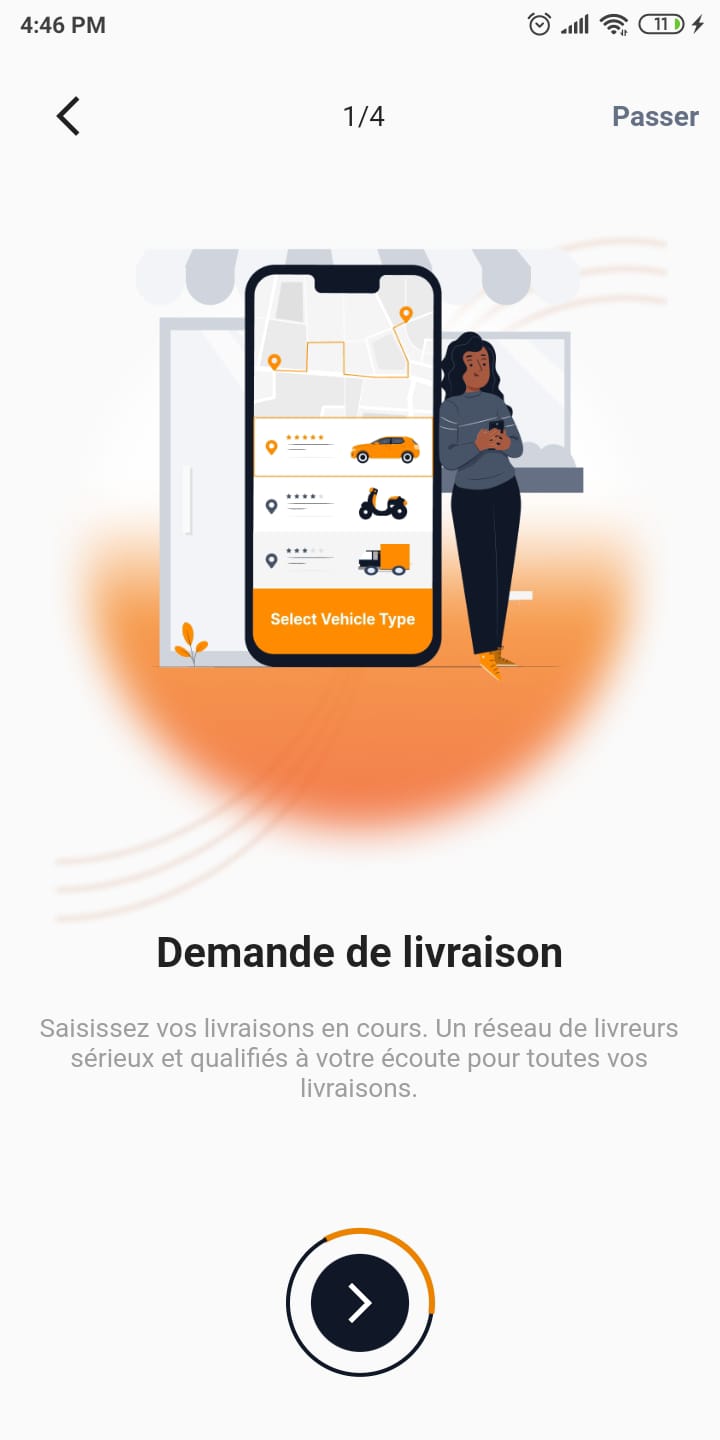 4:46 PM
11
1/4
Passer
Select Vehicle Type
Demande de livraison
Saisissez vos livraisons en cours. Un réseau de livreurs
sérieux et qualifiés à votre écoute pour toutes vos
livraisons.